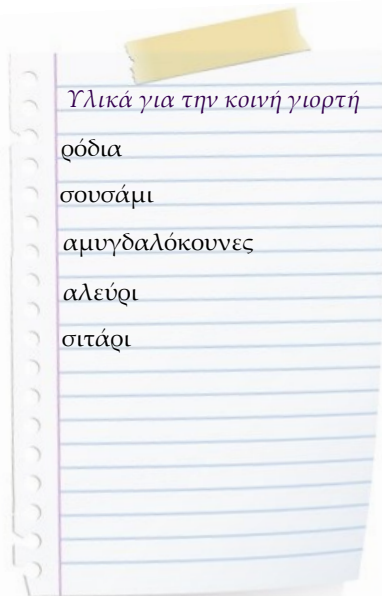 Υλικά για την κοινή γιορτή
ρόδια
σουσάμι
αμυγδαλόκουνες
αλεύρι
σιτάρι